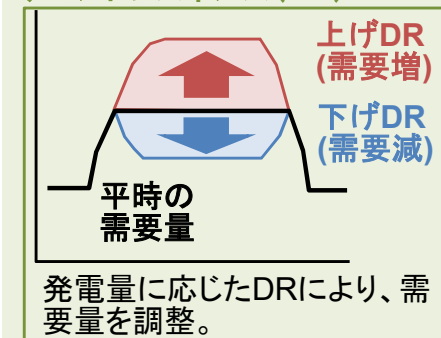 上げDR
(需要増)
下げDR
(需要減)
平時の
需要量
発電量に応じたDRにより、需
要量を調整。